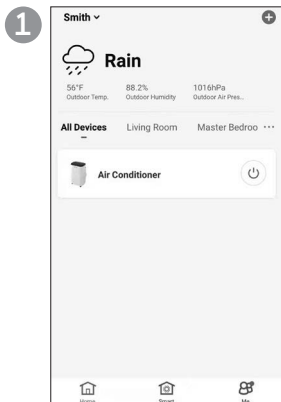 1
Smith
Rain
56°F 88.2% 1016hPa
Outdoor Temp. Outdoor Humidity Outdoor Air Pres...
All Devices Living Room Master Bedroo ···
Air Conditioner
Home Smart Me